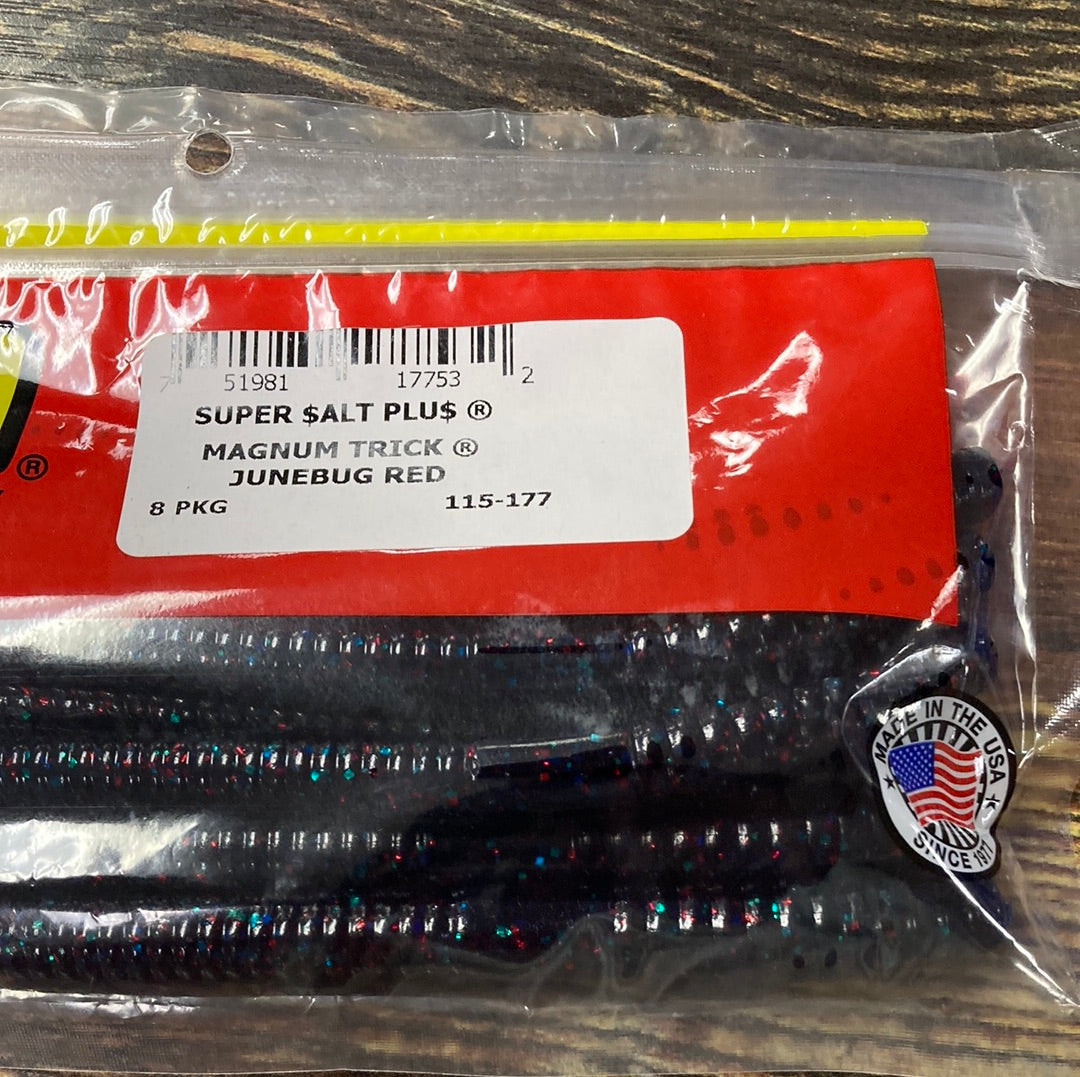 7 51981 17753 2
SUPER $ALT PLU$ ®
MAGNUM TRICK ®
JUNEBUG RED
8 PKG 115-177
®
MADE IN THE USA
SINCE 1977